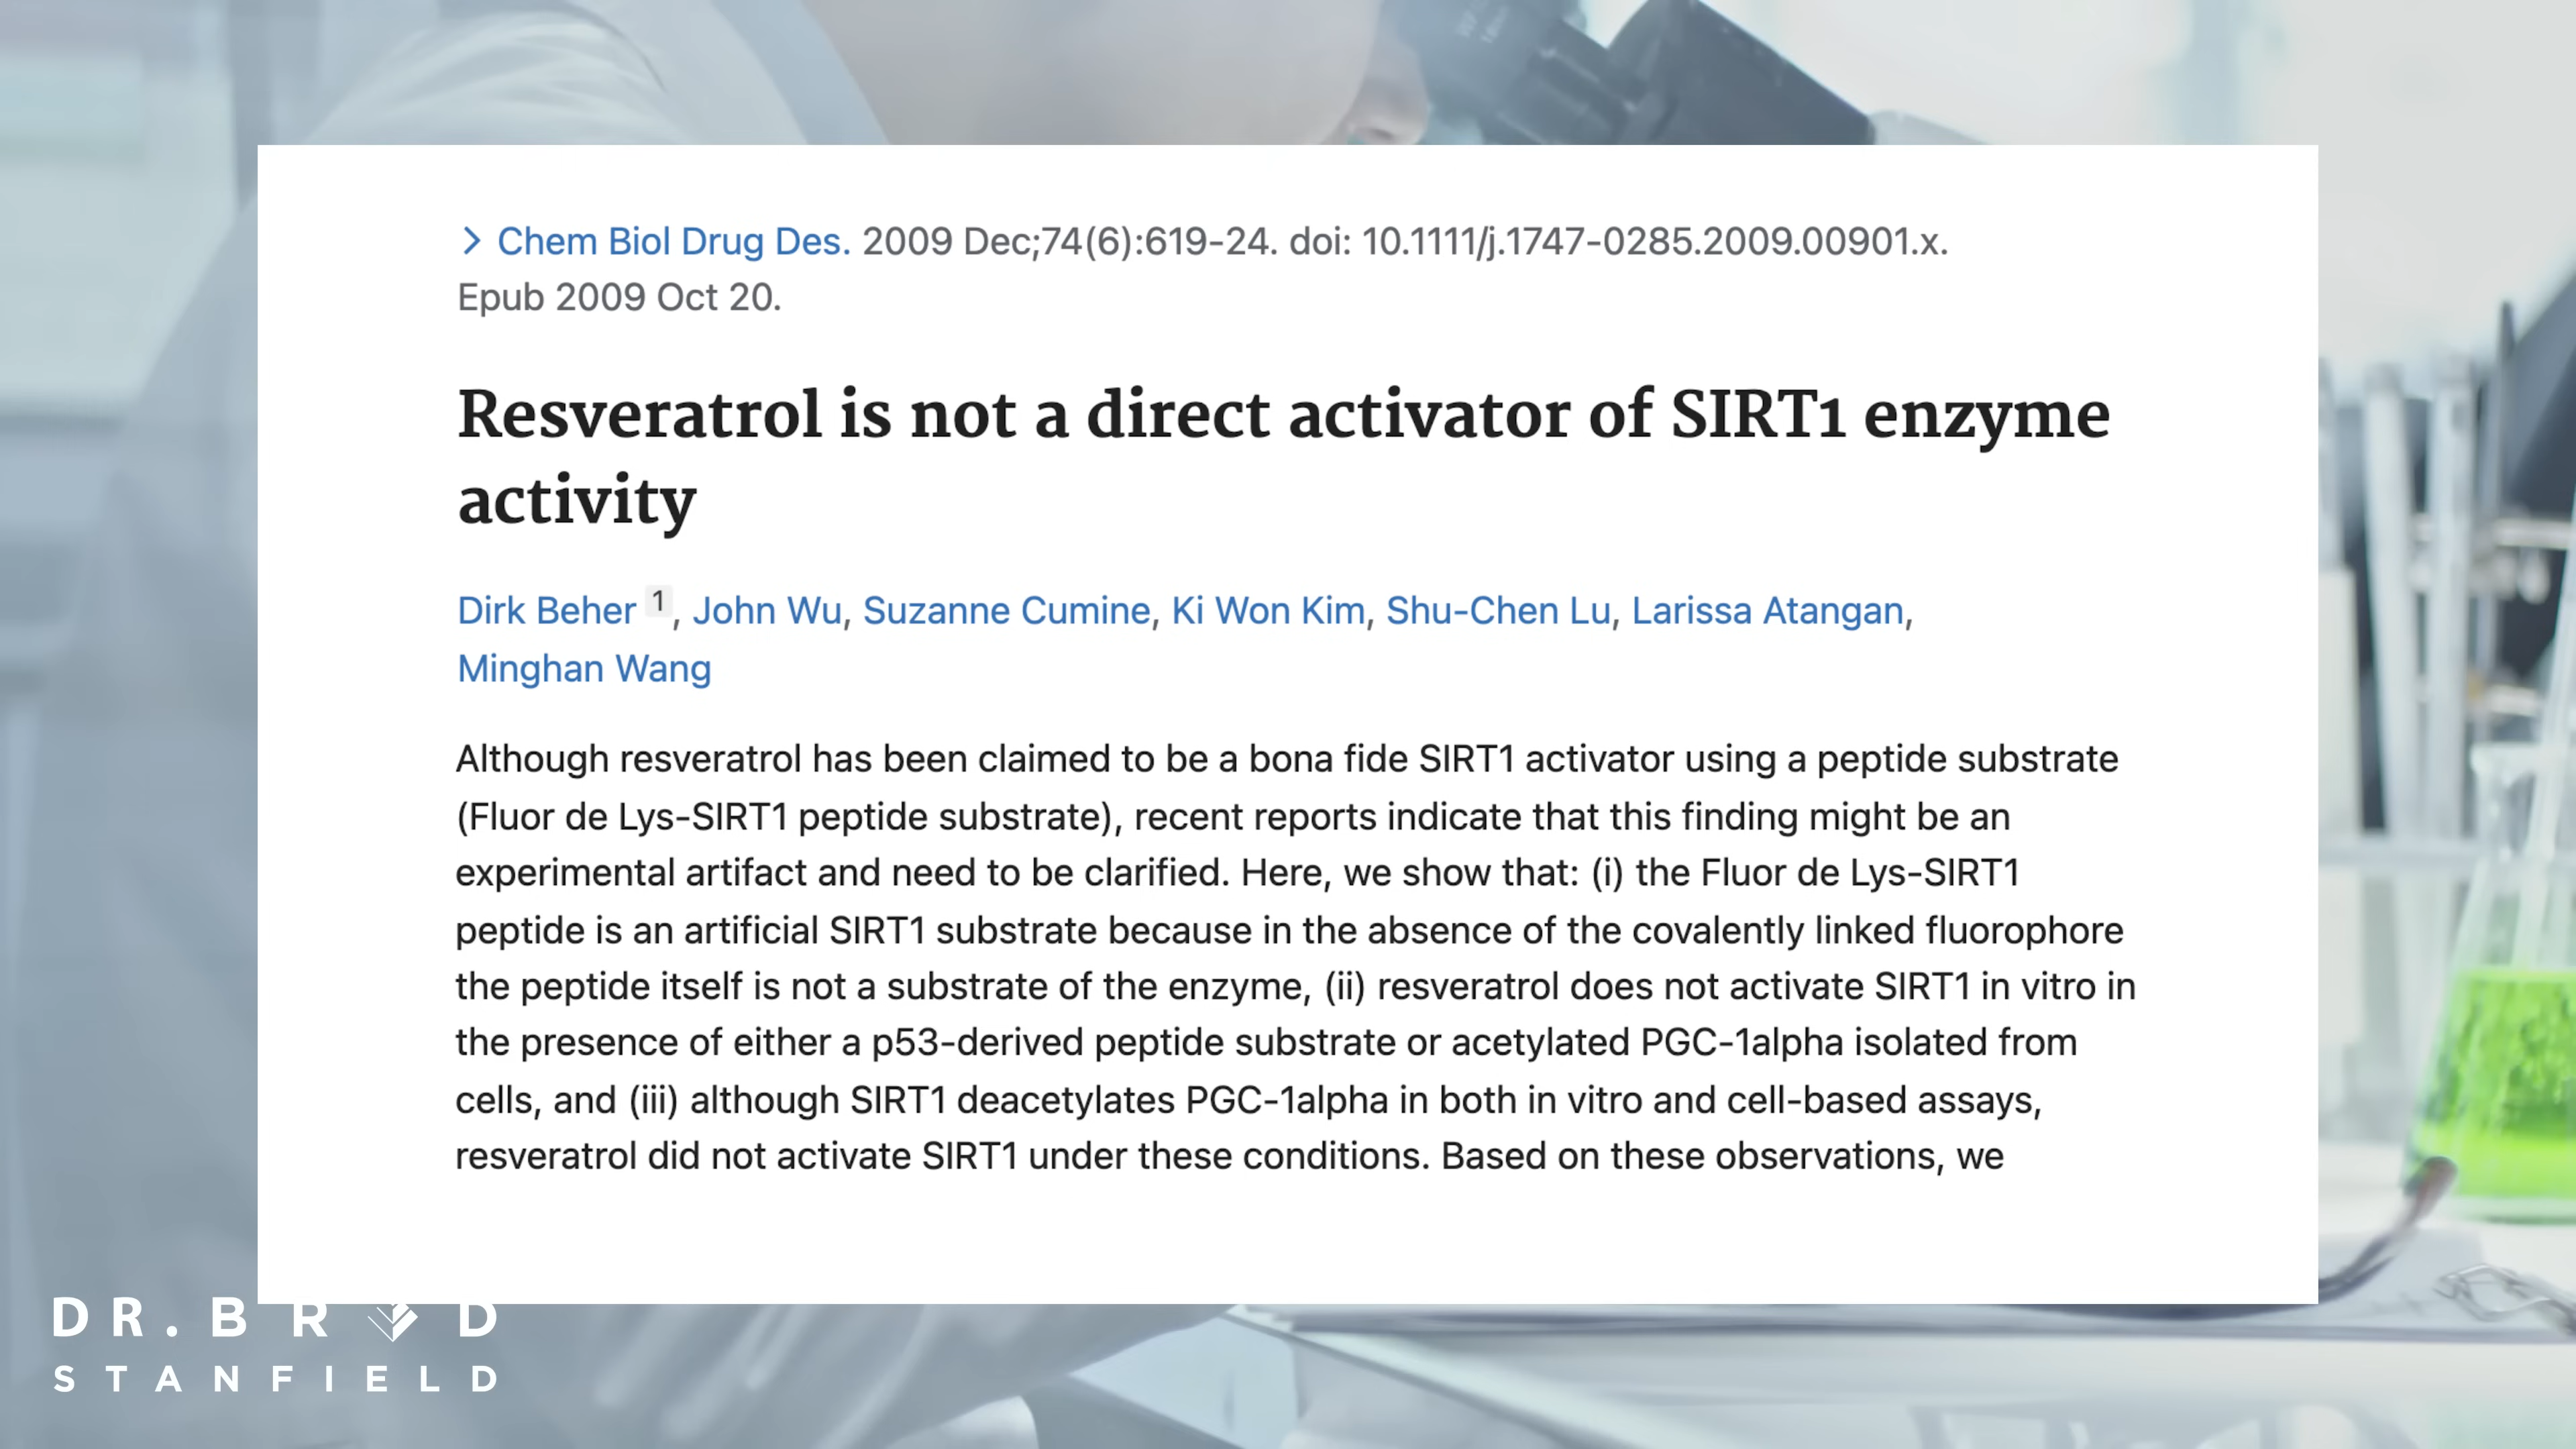 > Chem Biol Drug Des. 2009 Dec;74(6):619-24. doi: 10.1111/j.1747-0285.2009.00901.x.
Epub 2009 Oct 20.
Resveratrol is not a direct activator of SIRT1 enzyme
activity
Dirk Beher 1, John Wu, Suzanne Cumine, Ki Won Kim, Shu-Chen Lu, Larissa Atangan,
Minghan Wang
Although resveratrol has been claimed to be a bona fide SIRT1 activator using a peptide substrate
(Fluor de Lys-SIRT1 peptide substrate), recent reports indicate that this finding might be an
experimental artifact and need to be clarified. Here, we show that: (i) the Fluor de Lys-SIRT1
peptide is an artificial SIRT1 substrate because in the absence of the covalently linked fluorophore
the peptide itself is not a substrate of the enzyme, (ii) resveratrol does not activate SIRT1 in vitro in
the presence of either a p53-derived peptide substrate or acetylated PGC-1alpha isolated from
cells, and (iii) although SIRT1 deacetylates PGC-1alpha in both in vitro and cell-based assays,
resveratrol did not activate SIRT1 under these conditions. Based on these observations, we
DR. BRAD
STANFIELD